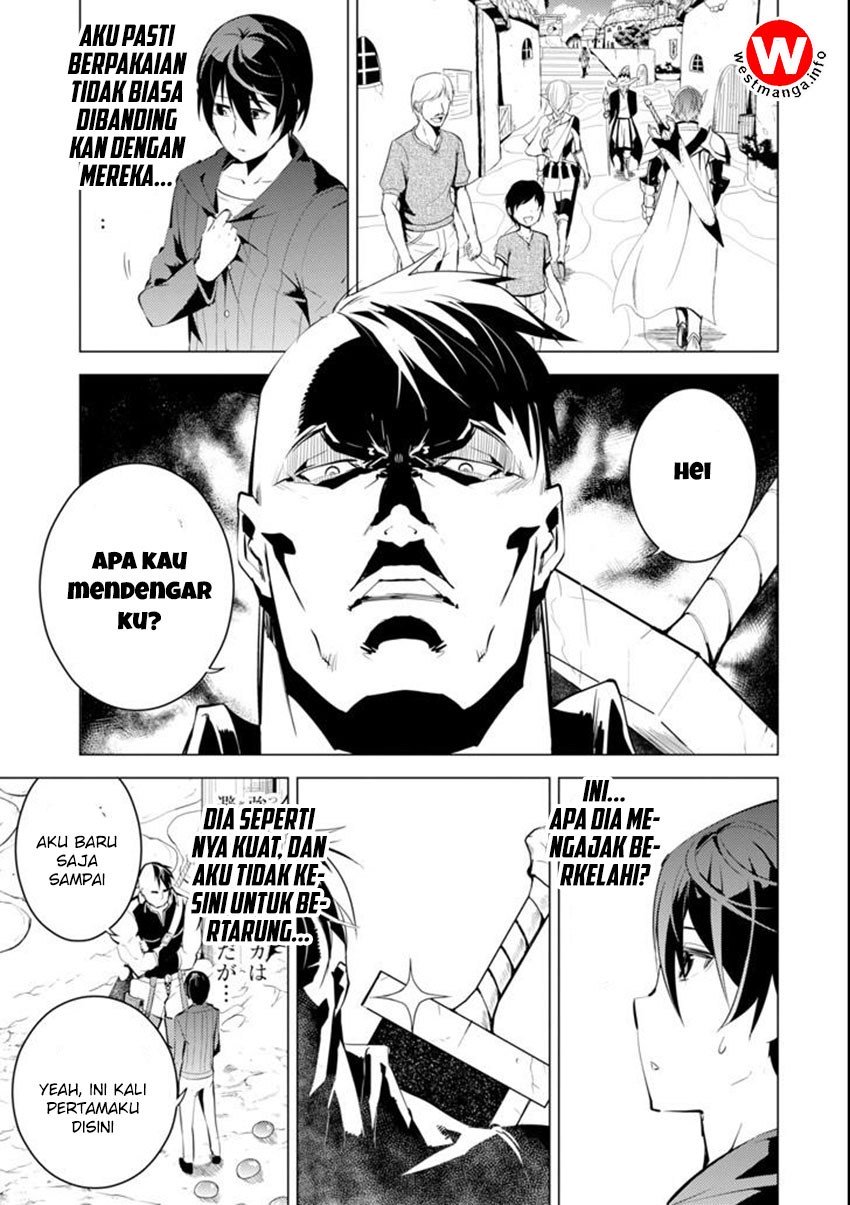 W
westmanga.info
AKU PASTI
BERPAKAIAN
TIDAK BIASA
DIBANDING
KAN DENGAN
MEREKA...
HEI
APA KAU
MENDENGAR
KU?
INI...
APA DIA ME-
NGAJAK BE-
RKELAHI?
DIA SEPERTI
NYA KUAT, DAN
AKU TIDAK KE-
SINI UNTUK BE-
RTARUNG...
だが…
AKU BARU
SAJA
SAMPAI
YEAH, INI KALI
PERTAMAKU
DISINI